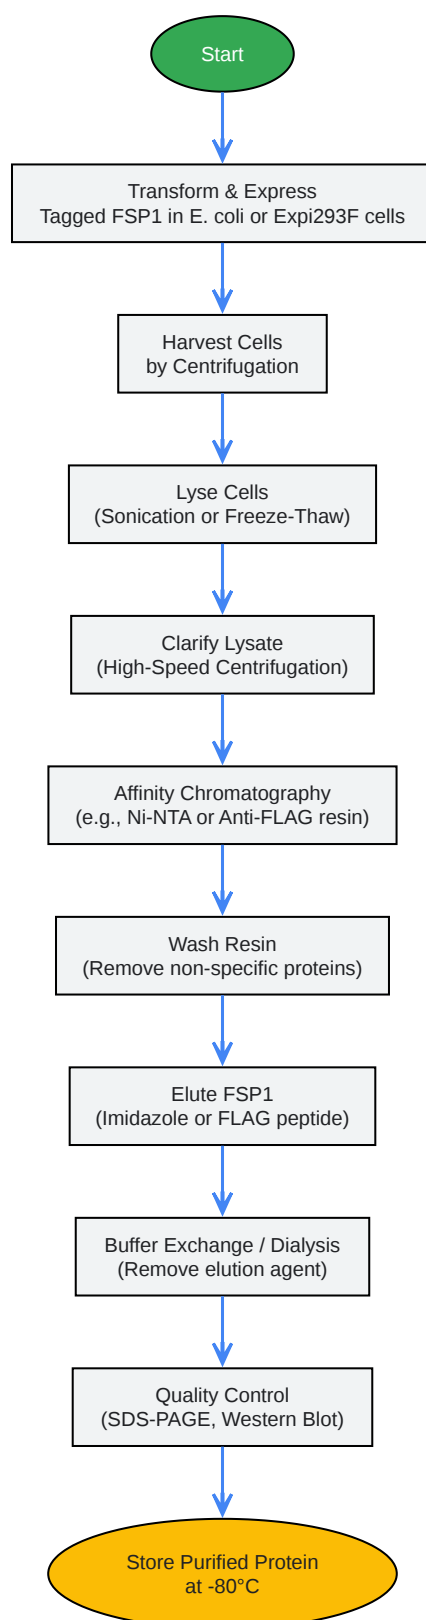 Start
Transform & Express
Tagged FSP1 in E. coli or Expi293F cells
Harvest Cells
by Centrifugation
Lyse Cells
(Sonication or Freeze-Thaw)
Clarify Lysate
(High-Speed Centrifugation)
Affinity Chromatography
(e.g., Ni-NTA or Anti-FLAG resin)
Wash Resin
(Remove non-specific proteins)
Elute FSP1
(Imidazole or FLAG peptide)
Buffer Exchange / Dialysis
(Remove elution agent)
Quality Control
(SDS-PAGE, Western Blot)
Store Purified Protein
at -80°C